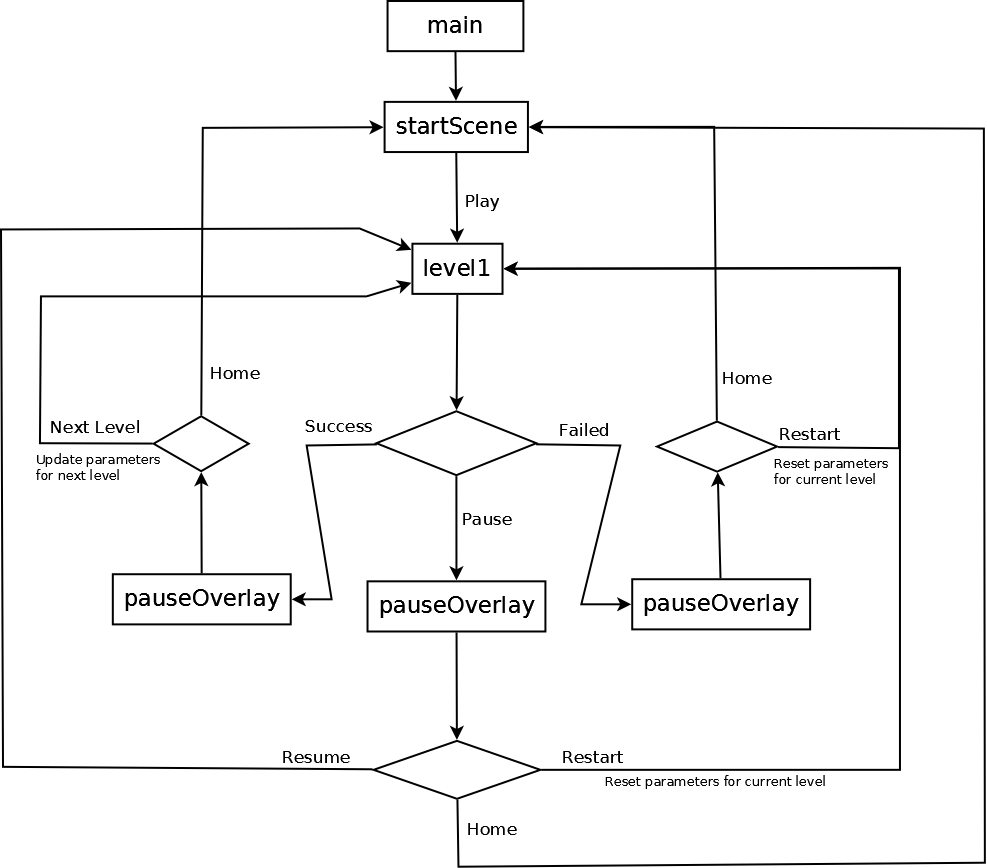 main
startScene
Play
level1
Home
Home
Success
Failed
Next Level
Restart
Update parameters
for next level
Reset parameters
for current level
Pause
pauseOverlay
pauseOverlay
pauseOverlay
Resume
Restart
Reset parameters for current level
Home